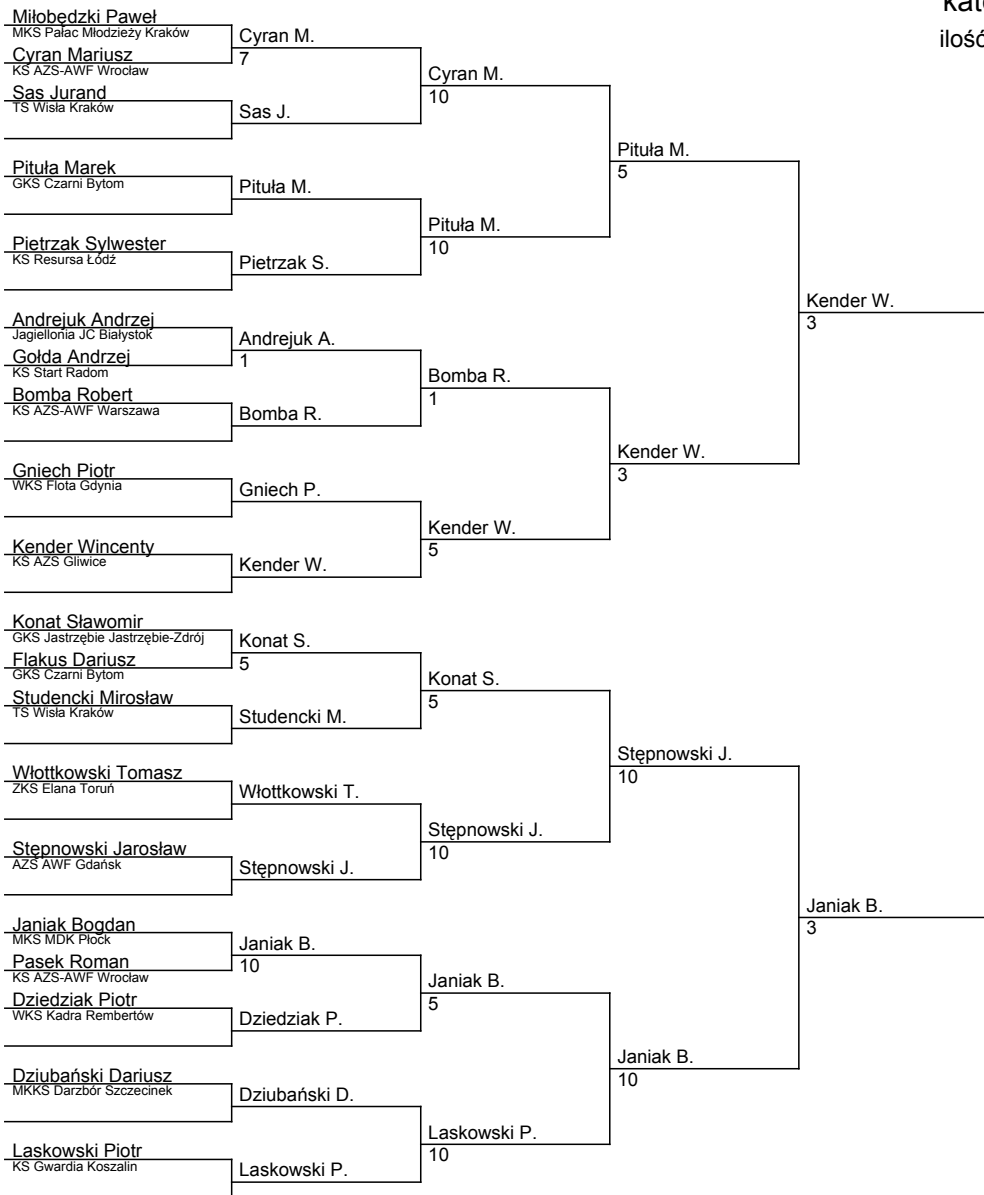 kat
ilość
Miłobędzki Paweł
MKS Pałac Młodzieży Kraków
Cyran Mariusz
KS AZS-AWF Wrocław
Sas Jurand
TS Wisła Kraków
Pituła Marek
GKS Czarni Bytom
Pietrzak Sylwester
KS Resursa Łódź
Andrejuk Andrzej
Jagiellonia JC Białystok
Gołda Andrzej
KS Start Radom
Bomba Robert
KS AZS-AWF Warszawa
Gniech Piotr
WKS Flota Gdynia
Kender Wincenty
KS AZS Gliwice
Konat Sławomir
GKS Jastrzębie Jastrzębie-Zdrój
Flakus Dariusz
GKS Czarni Bytom
Studencki Mirosław
TS Wisła Kraków
Włottkowski Tomasz
ZKS Elana Toruń
Stępnowski Jarosław
AZS AWF Gdańsk
Janiak Bogdan
MKS MDK Płock
Pasek Roman
KS AZS-AWF Wrocław
Dziedziak Piotr
WKS Kadra Rembertów
Dziubański Dariusz
MKKS Darzbór Szczecinek
Laskowski Piotr
KS Gwardia Koszalin
Cyran M.
7
Sas J.
Pituła M.
Pietrzak S.
Andrejuk A.
1
Bomba R.
Gniech P.
Kender W.
Konat S.
5
Studencki M.
Włottkowski T.
Stępnowski J.
Janiak B.
10
Dziedziak P.
Dziubański D.
Laskowski P.
Cyran M.
10
Pituła M.
10
Bomba R.
1
Kender W.
5
Konat S.
5
Stępnowski J.
10
Janiak B.
5
Laskowski P.
10
Pituła M.
5
Kender W.
3
Stępnowski J.
10
Janiak B.
10
Kender W.
3
Janiak B.
3